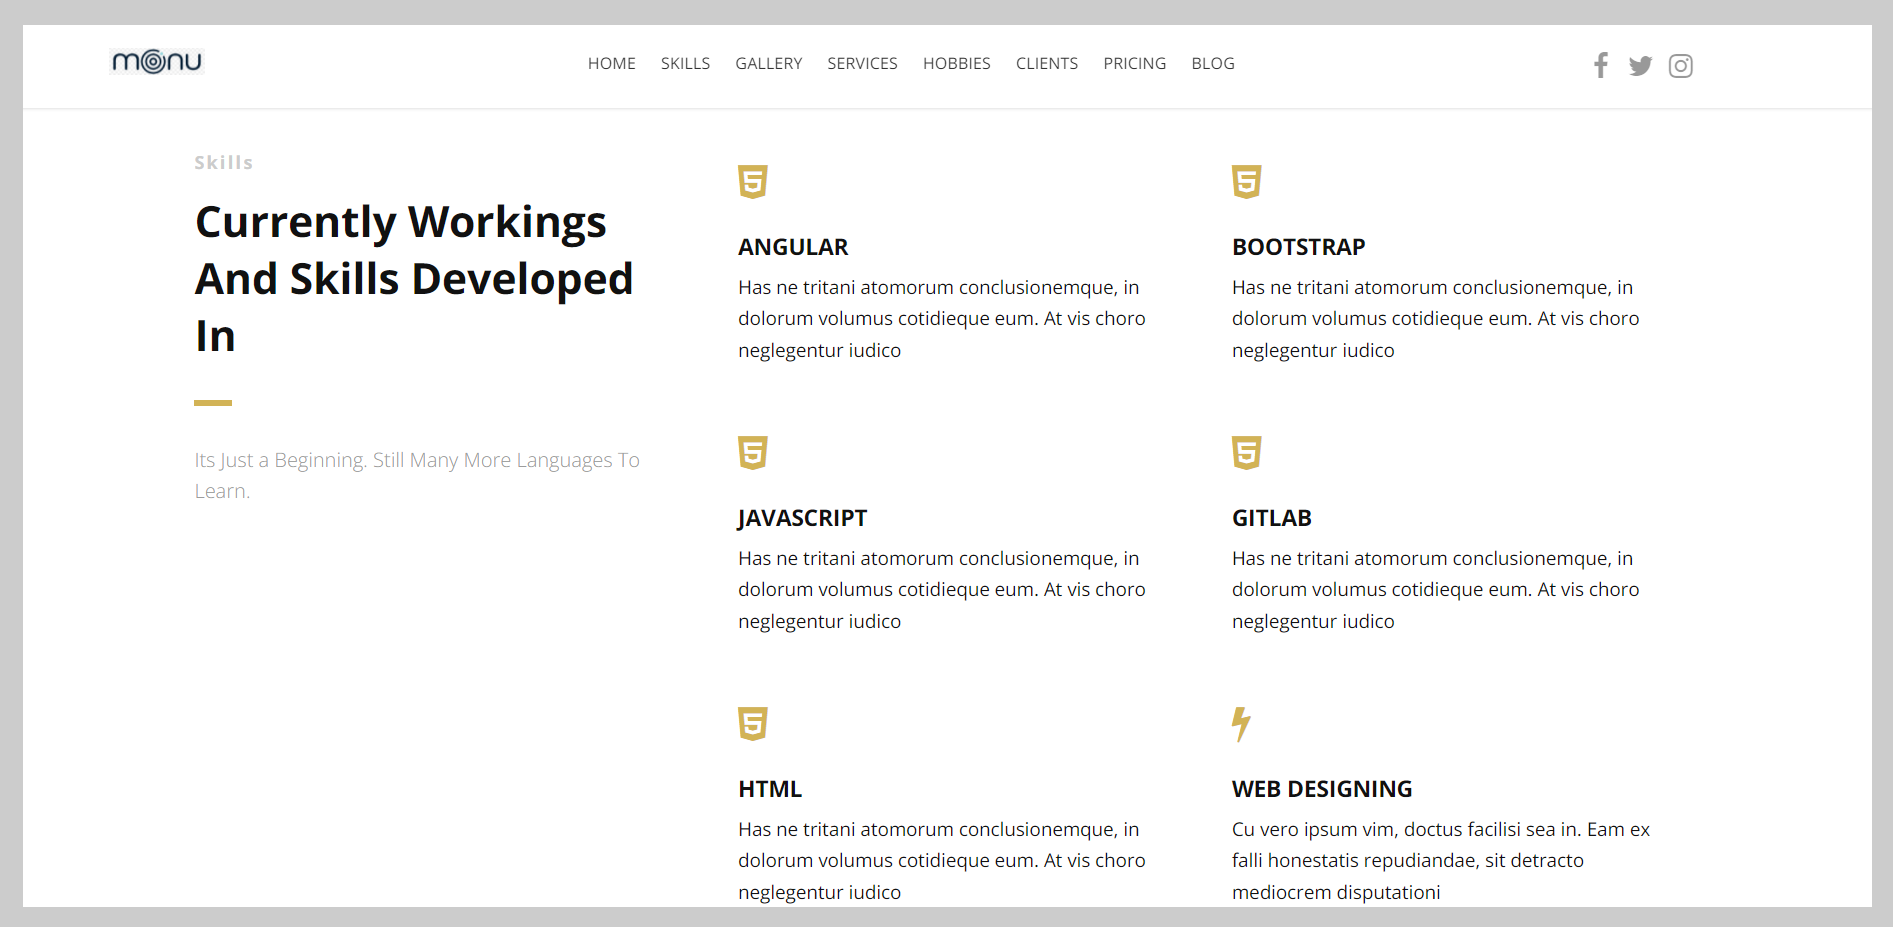 monu
HOME SKILLS GALLERY SERVICES HOBBIES CLIENTS PRICING BLOG
Skills
Currently Workings
And Skills Developed
In
Its Just a Beginning. Still Many More Languages To
Learn.
ANGULAR
Has ne tritani atomorum conclusionemque, in
dolorum volumus cotidieque eum. At vis choro
neglegentur iudico
BOOTSTRAP
Has ne tritani atomorum conclusionemque, in
dolorum volumus cotidieque eum. At vis choro
neglegentur iudico
JAVASCRIPT
Has ne tritani atomorum conclusionemque, in
dolorum volumus cotidieque eum. At vis choro
neglegentur iudico
GITLAB
Has ne tritani atomorum conclusionemque, in
dolorum volumus cotidieque eum. At vis choro
neglegentur iudico
HTML
Has ne tritani atomorum conclusionemque, in
dolorum volumus cotidieque eum. At vis choro
neglegentur iudico
WEB DESIGNING
Cu vero ipsum vim, doctus facilisi sea in. Eam ex
falli honestatis repudiandae, sit detracto
mediocrem disputationi